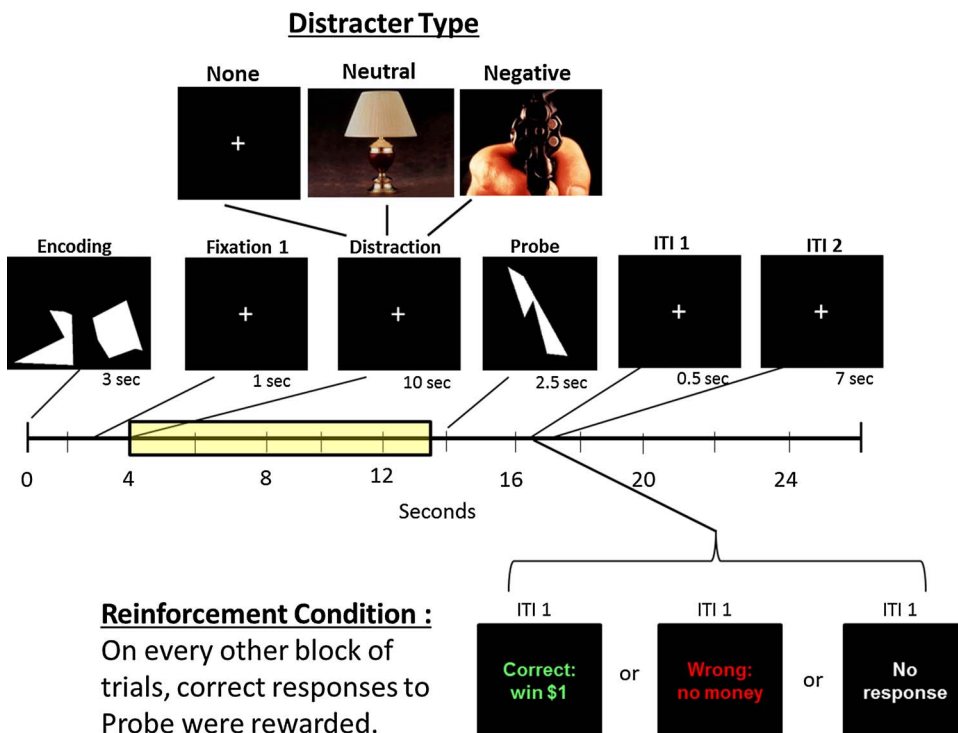 Distracter Type
None Neutral Negative
Encoding Fixation 1 Distraction Probe ITI 1 ITI 2
3 sec 1 sec 10 sec 2.5 sec 0.5 sec 7 sec
0 4 8 12 16 20 24
Seconds
Reinforcement Condition :
On every other block of
trials, correct responses to
Probe were rewarded.
ITI 1 ITI 1 ITI 1
Correct:
win $1
or
Wrong:
no money
or
No
response